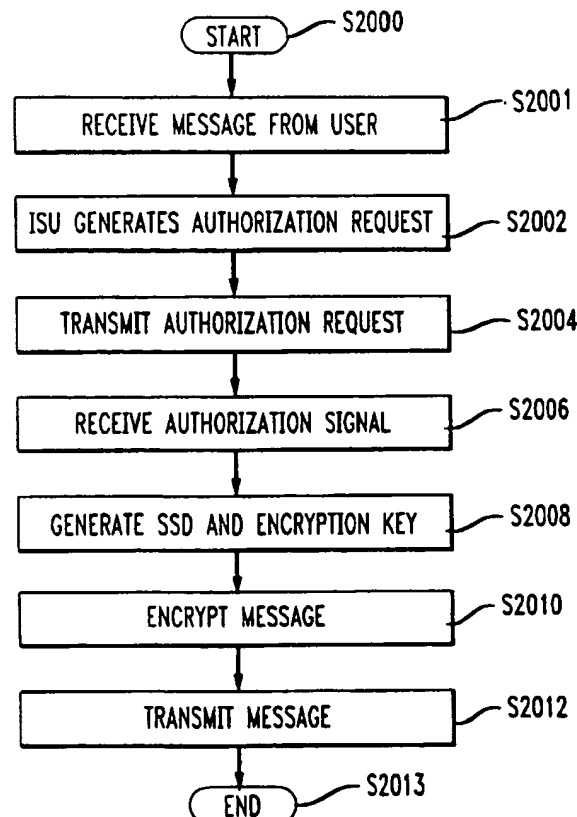 START
S2000
RECEIVE MESSAGE FROM USER
S2001
ISU GENERATES AUTHORIZATION REQUEST
S2002
TRANSMIT AUTHORIZATION REQUEST
S2004
RECEIVE AUTHORIZATION SIGNAL
S2006
GENERATE SSD AND ENCRYPTION KEY
S2008
ENCRYPT MESSAGE
S2010
TRANSMIT MESSAGE
S2012
END
S2013